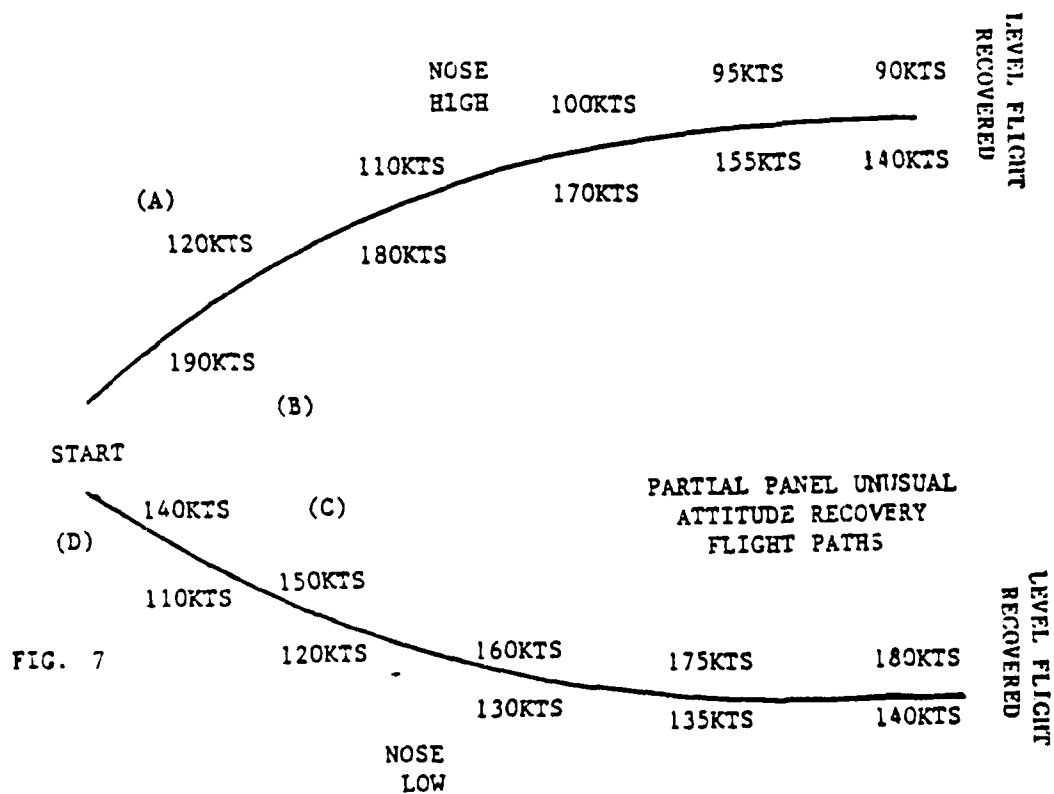 NOSE
HIGH
95KTS
90KTS
100KTS
110KTS
155KTS
140KTS
170KTS
(A)
120KTS
180KTS
190KTS
(B)
LEVEL FLIGHT
RECOVERED
START
140KTS
(C)
(D)
150KTS
110KTS
PARTIAL PANEL UNUSUAL
ATTITUDE RECOVERY
FLIGHT PATHS
FIG. 7
120KTS
160KTS
175KTS
180KTS
130KTS
135KTS
140KTS
NOSE
LOW
LEVEL FLIGHT
RECOVERED